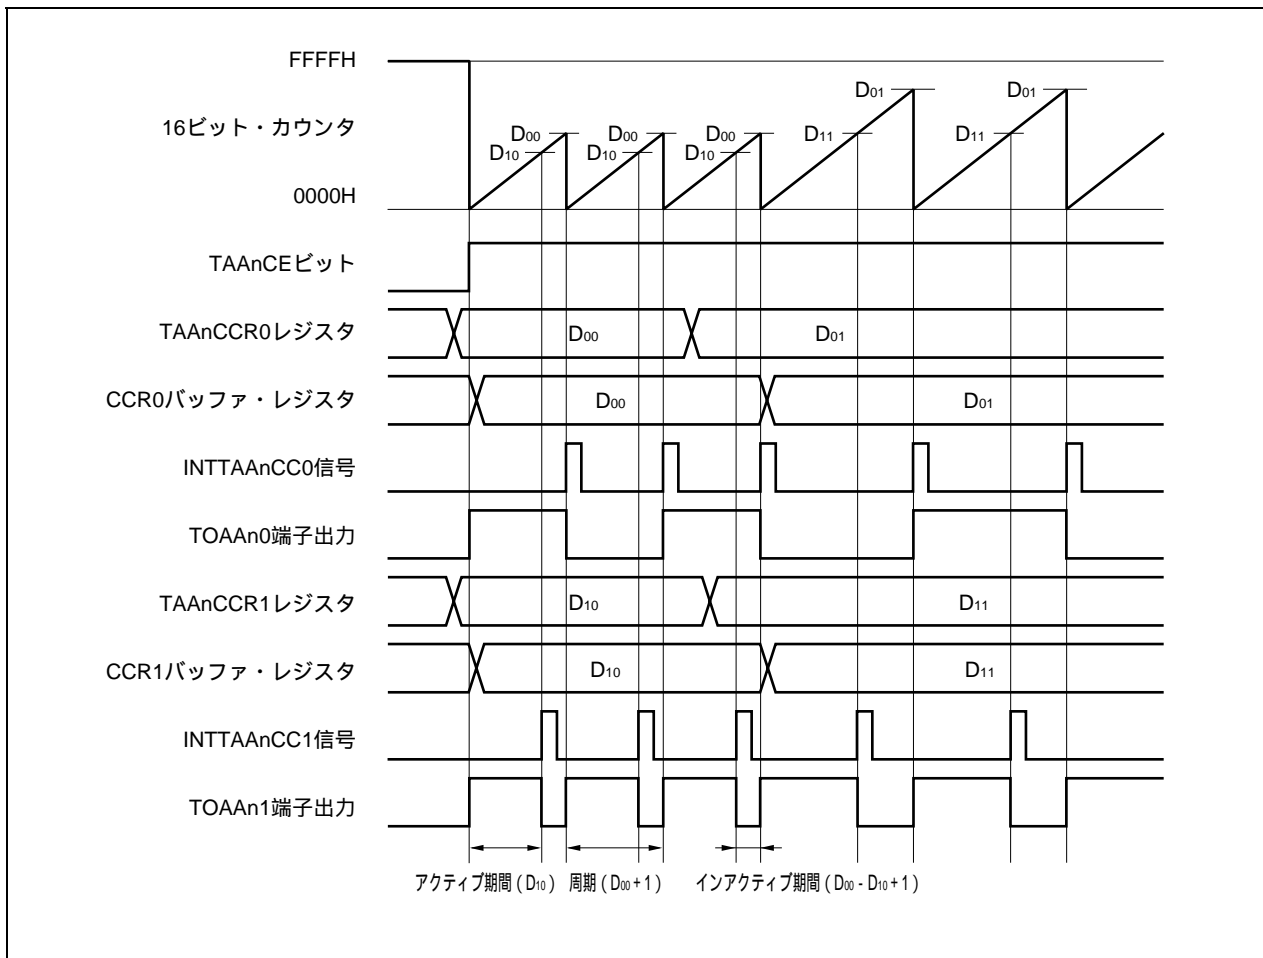 FFFFH
D01 D01
16ビット・カウンタ
D00 D00 D00 D11 D11
D10 D10 D10
0000H
TAAnCEビット
TAAnCCR0レジスタ D00 D01
CCR0バッファ・レジスタ D00 D01
INTTAAnCC0信号
TOAAn0端子出力
TAAnCCR1レジスタ D10 D11
CCR1バッファ・レジスタ D10 D11
INTTAAnCC1信号
TOAAn1端子出力
アクティブ期間(D10) 周期(D00+1) インアクティブ期間(D00 - D10+1)